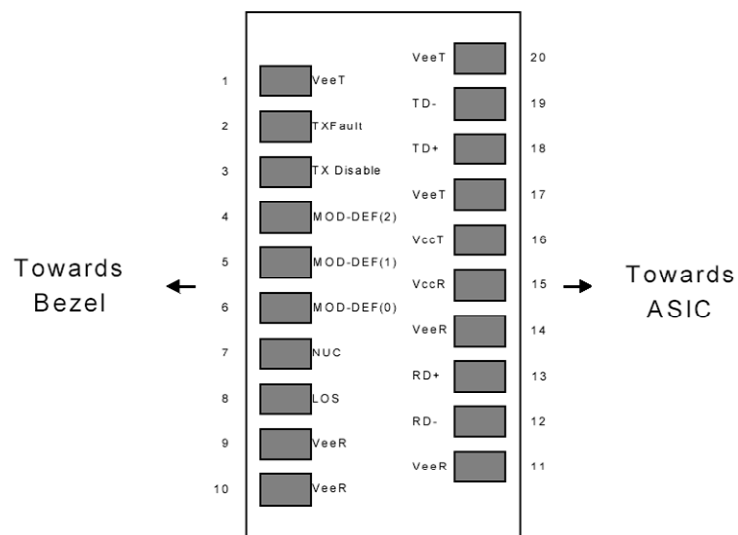 VeeT 20
1 VeeT
TD- 19
2 TXFault
TD+ 18
3 TX Disable
VeeT 17
4 MOD-DEF(2)
VccT 16
5 MOD-DEF(1)
Towards
Bezel
VccR 15
Towards
ASIC
6 MOD-DEF(0)
VeeR 14
7 NUC
RD+ 13
8 LOS
RD- 12
9 VeeR
VeeR 11
10 VeeR